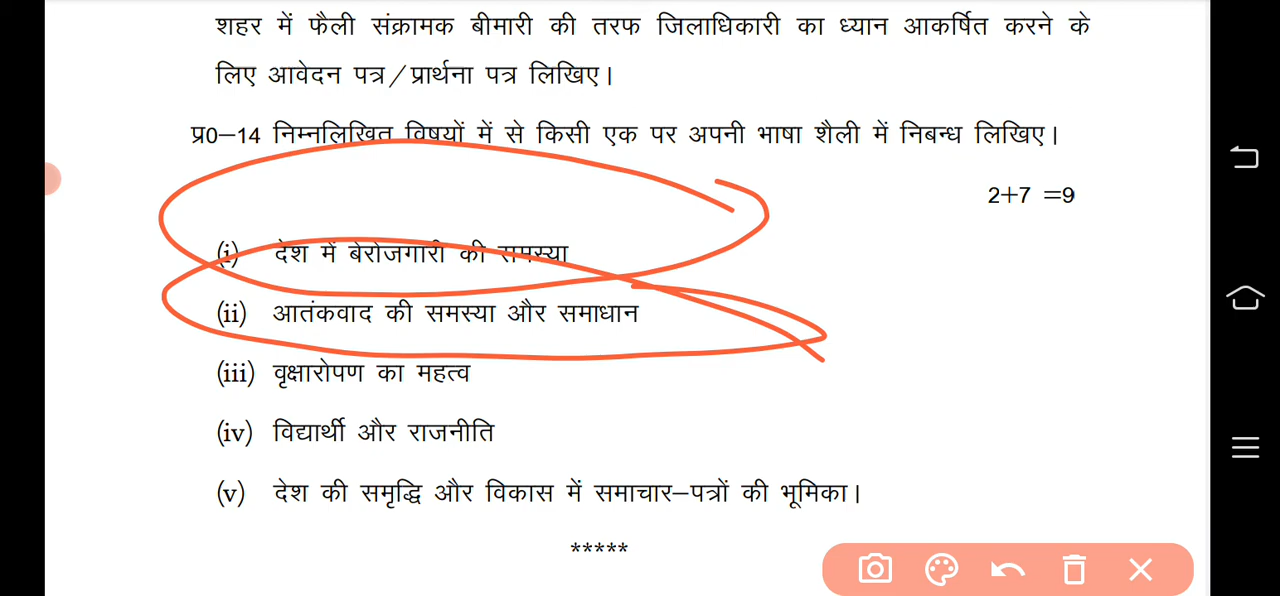 शहर में फैली संक्रामक बीमारी की तरफ जिलाधिकारी का ध्यान आकर्षित करने के
लिए आवेदन पत्र/प्रार्थना पत्र लिखिए।
प्र0–14 निम्नलिखित विषयों में से किसी एक पर अपनी भाषा शैली में निबन्ध लिखिए।
2+7 =9
(i) देश में बेरोजगारी की समस्या
(ii) आतंकवाद की समस्या और समाधान
(iii) वृक्षारोपण का महत्व
(iv) विद्यार्थी और राजनीति
(v) देश की समृद्धि और विकास में समाचार–पत्रों की भूमिका।
*****